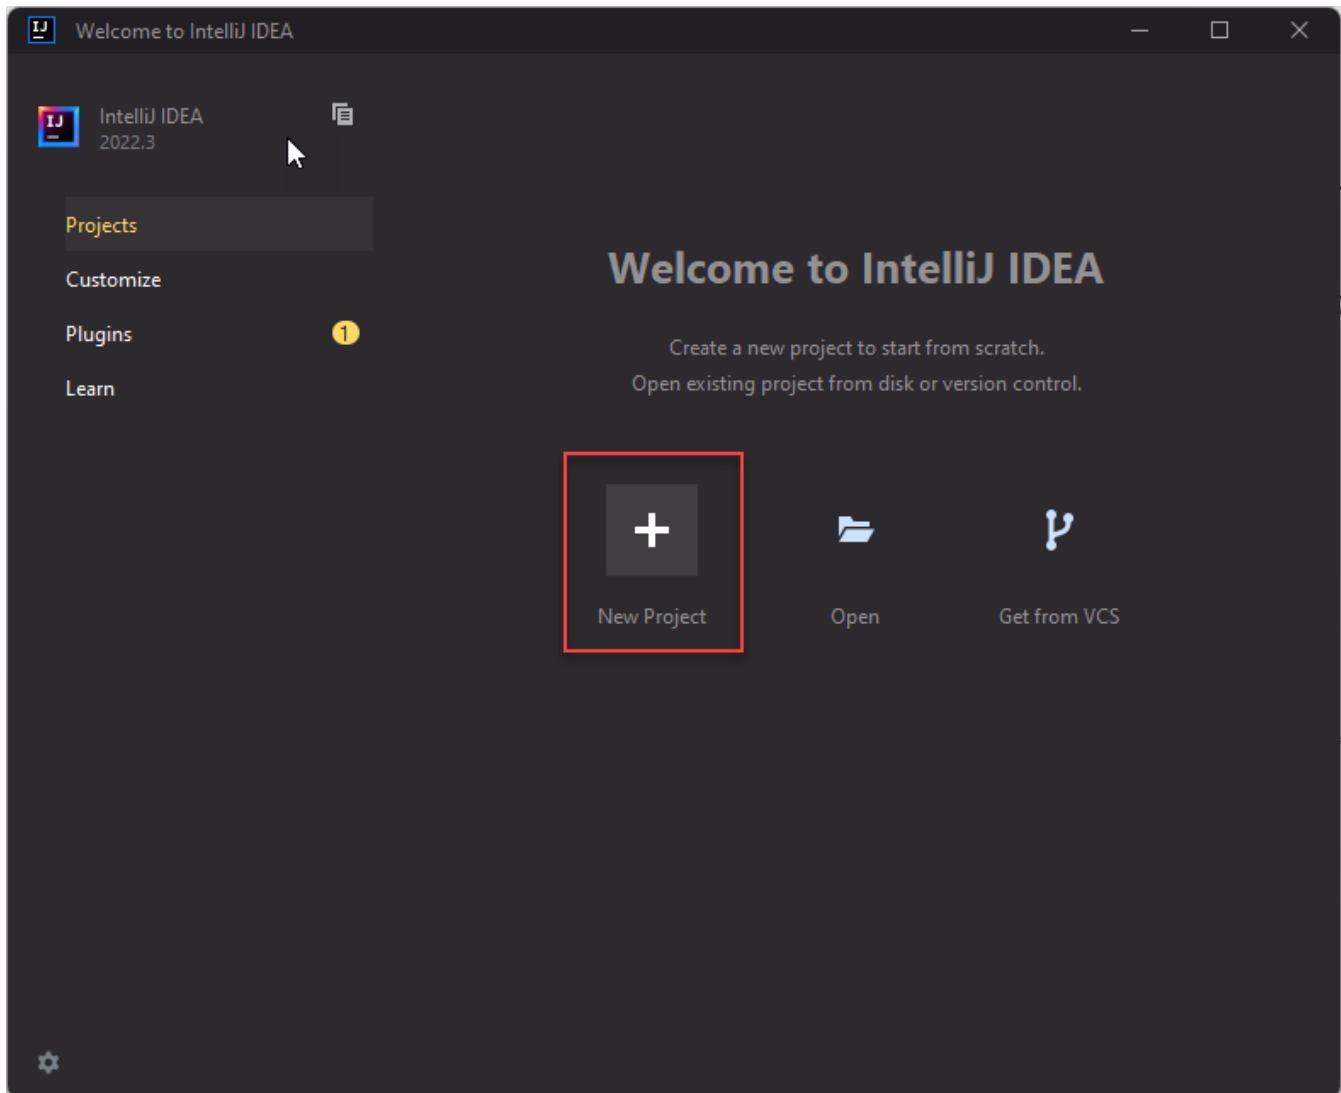 IJ
Welcome to IntelliJ IDEA
IJ
IntelliJ IDEA
2022.3
Projects
Customize
Plugins
1
Learn
Welcome to IntelliJ IDEA
Create a new project to start from scratch.
Open existing project from disk or version control.
New Project
Open
Get from VCS